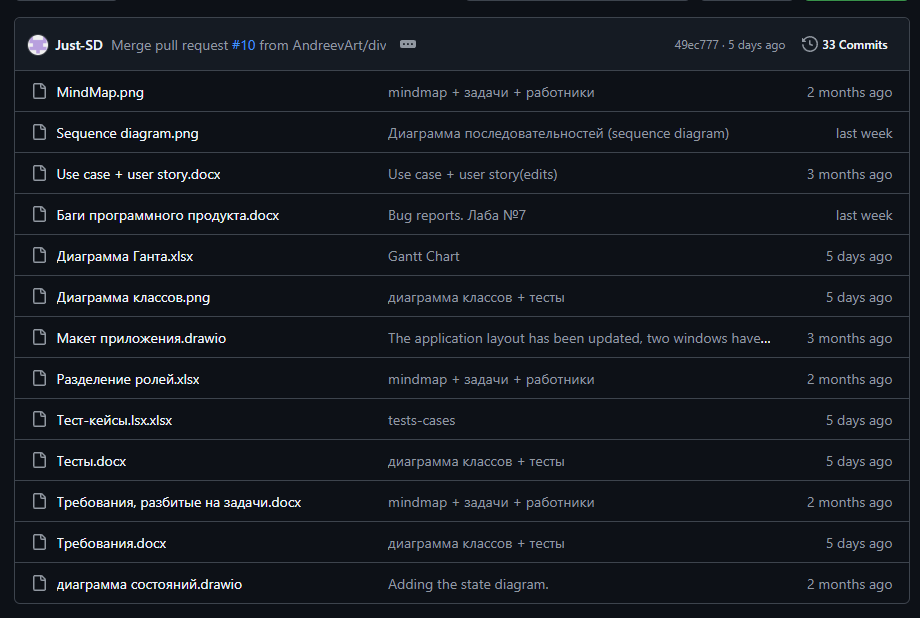 Just-SD Merge pull request #10 from AndreevArt/div ... 49ec777 · 5 days ago 33 Commits
MindMap.png mindmap + задачи + работники 2 months ago
Sequence diagram.png Диаграмма последовательностей (sequence diagram) last week
Use case + user story.docx Use case + user story(edits) 3 months ago
Баги программного продукта.docx Bug reports. Лаба №7 last week
Диаграмма Ганта.xlsx Gantt Chart 5 days ago
Диаграмма классов.png диаграмма классов + тесты 5 days ago
Макет приложения.drawio The application layout has been updated, two windows have... 3 months ago
Разделение ролей.xlsx mindmap + задачи + работники 2 months ago
Тест-кейсы.lsx.xlsx tests-cases 5 days ago
Тесты.docx диаграмма классов + тесты 5 days ago
Требования, разбитые на задачи.docx mindmap + задачи + работники 2 months ago
Требования.docx диаграмма классов + тесты 5 days ago
диаграмма состояний.drawio Adding the state diagram. 2 months ago